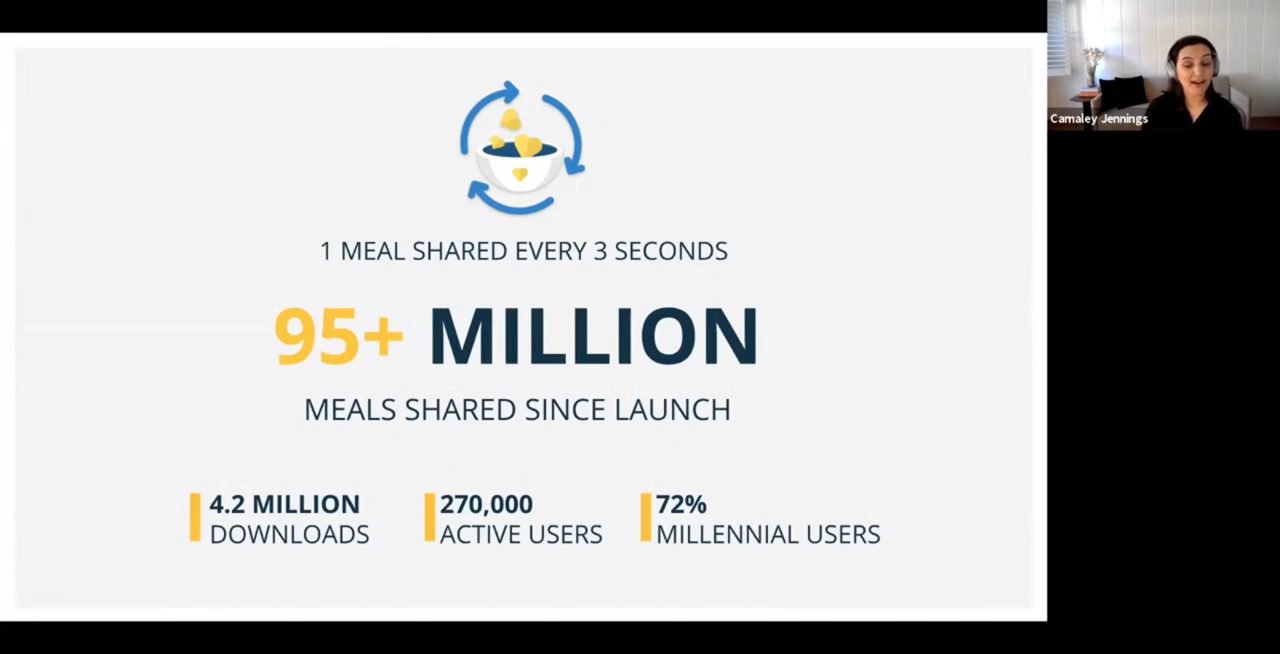 1 MEAL SHARED EVERY 3 SECONDS
95+ MILLION
MEALS SHARED SINCE LAUNCH
4.2 MILLION
DOWNLOADS
270,000
ACTIVE USERS
72%
MILLENNIAL USERS
Camaley Jennings